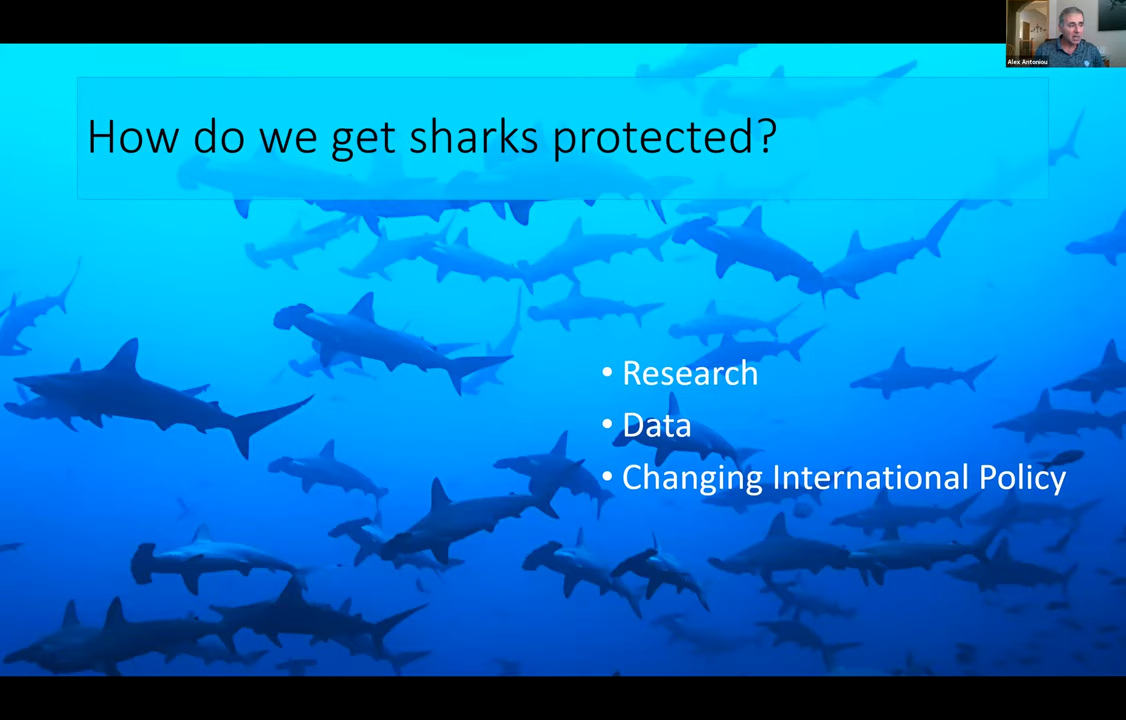 Alex Antoniou
How do we get sharks protected?
• Research
• Data
• Changing International Policy